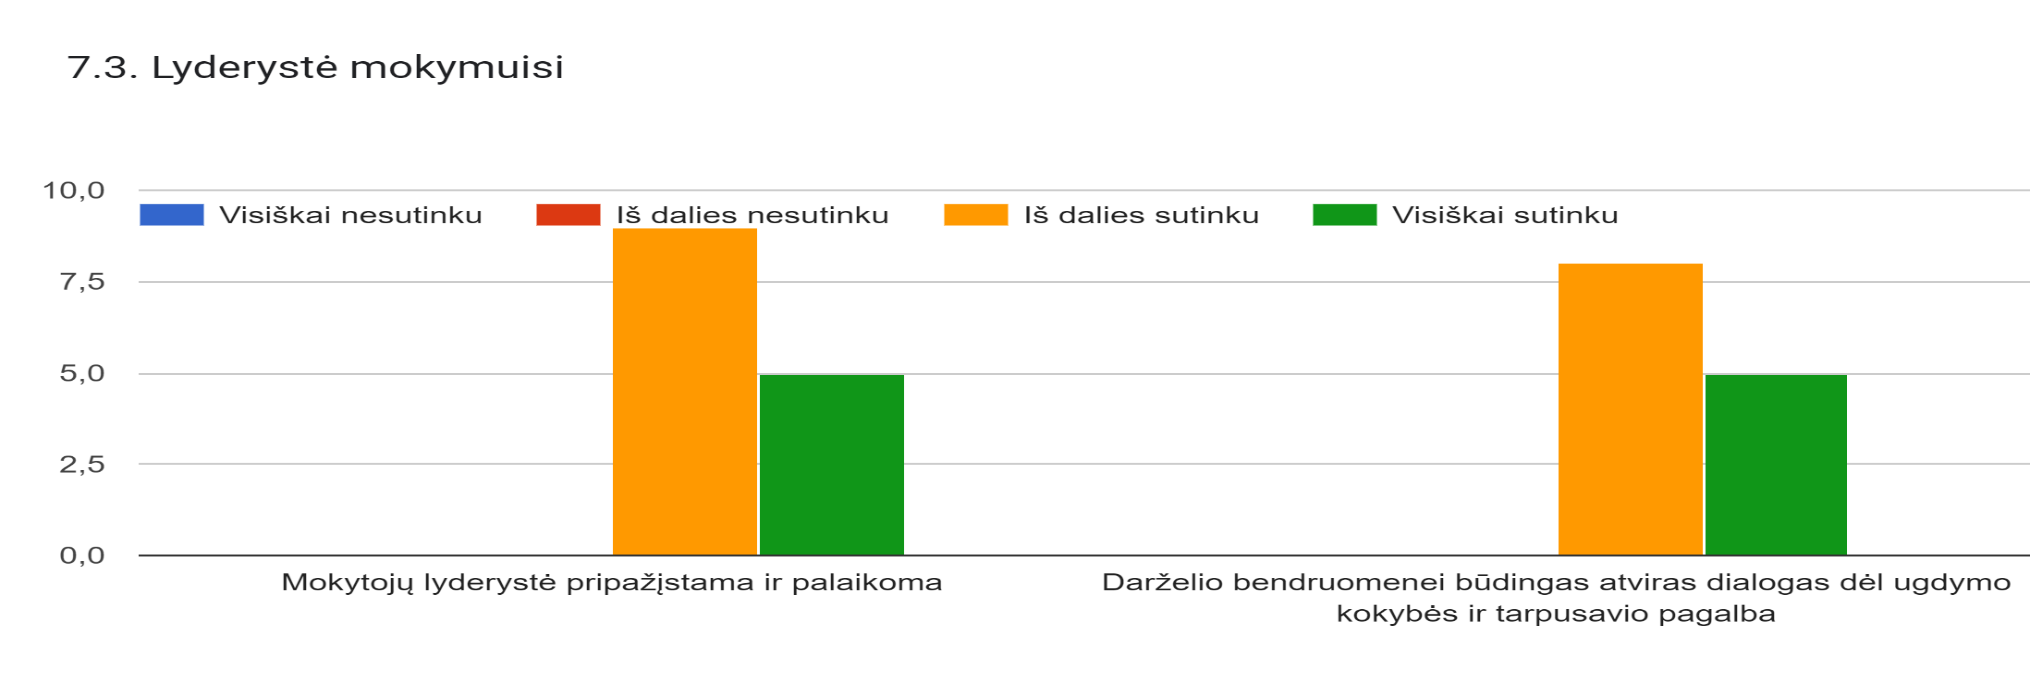 7.3. Lyderystė mokymuisi
10,0
Visiškai nesutinku Iš dalies nesutinku Iš dalies sutinku Visiškai sutinku
7,5
5,0
2,5
0,0
Mokytojų lyderystė pripažįstama ir palaikoma
Darželio bendruomenei būdingas atviras dialogas dėl ugdymo
kokybės ir tarpusavio pagalba